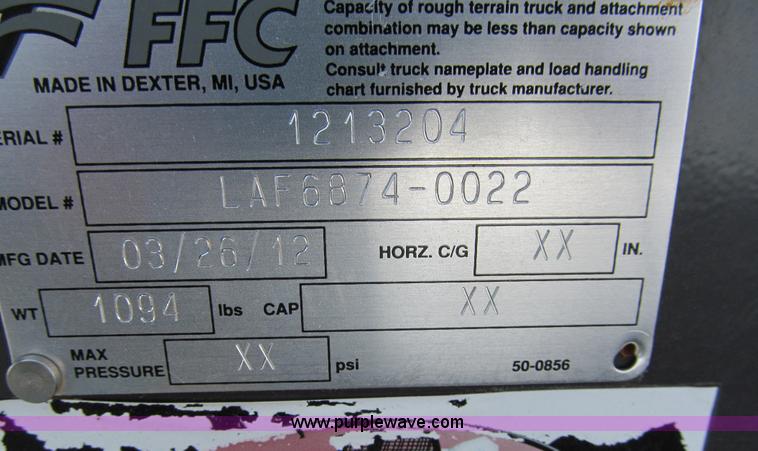 FFC
MADE IN DEXTER, MI, USA
Capacity of rough terrain truck and attachment
combination may be less than capacity shown
on attachment.
Consult truck nameplate and load handling
chart furnished by truck manufacturer.
ERIAL # 1213204
MODEL # LAF6874-0022
MFG DATE 03/26/12 HORZ. C/G XX IN.
WT 1094 lbs CAP XX
MAX PRESSURE XX psi
50-0856
www.purplewave.com